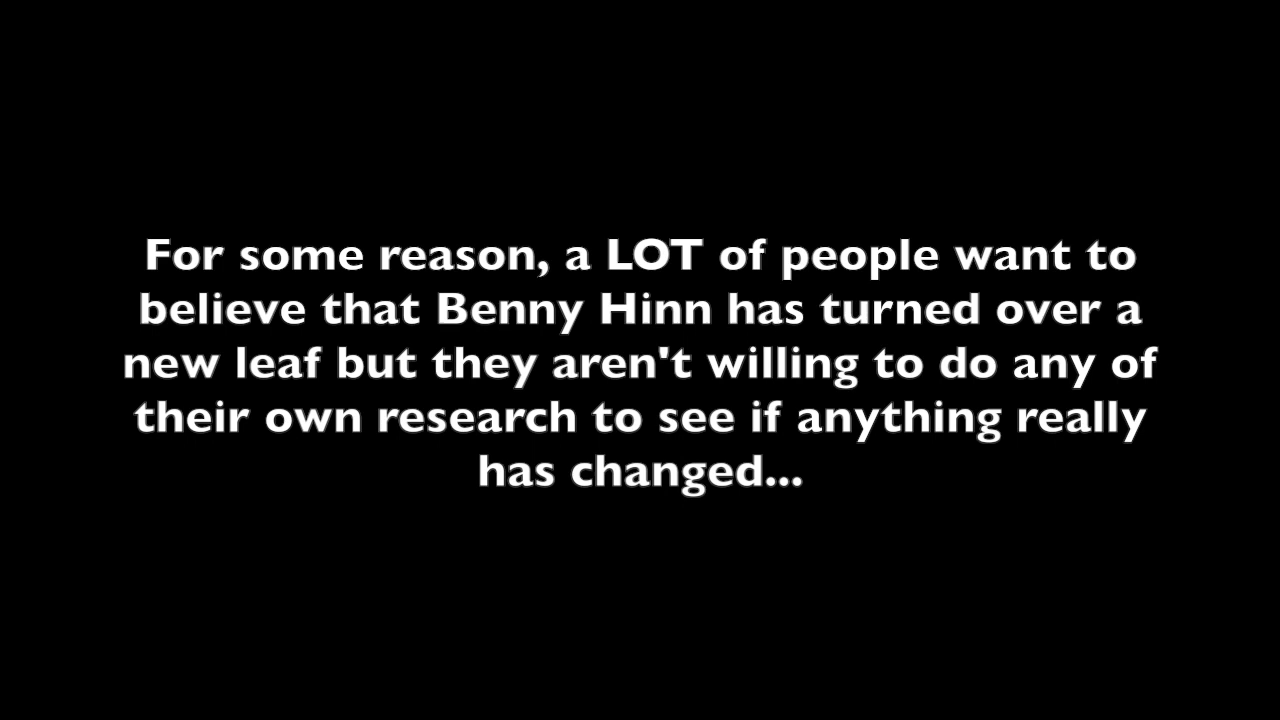 For some reason, a LOT of people want to
believe that Benny Hinn has turned over a
new leaf but they aren't willing to do any of
their own research to see if anything really
has changed...